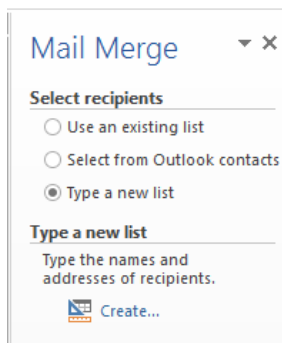 Mail Merge
Select recipients
Use an existing list
Select from Outlook contacts
Type a new list
Type a new list
Type the names and
addresses of recipients.
Create...